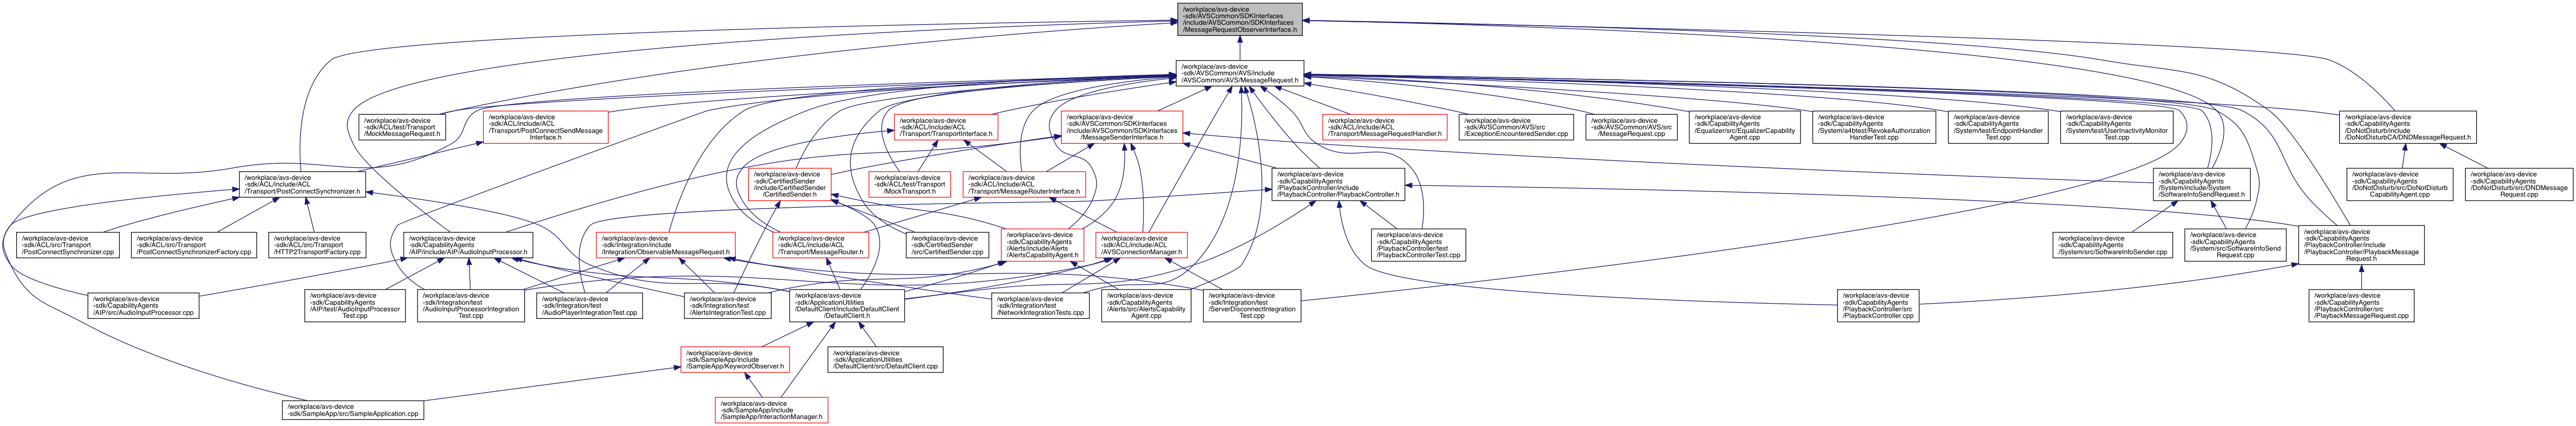 /workplace/avs-device
-sdk/AVSCommon/SDKInterfaces
/include/AVSCommon/SDKInterfaces
/MessageRequestObserverInterface.h
/workplace/avs-device
-sdk/AVSCommon/AVS/include
/AVSCommon/AVS/MessageRequest.h
/workplace/avs-device
-sdk/ACL/test/Transport
/MockMessageRequest.h
/workplace/avs-device
-sdk/ACL/include/ACL
/Transport/PostConnectSendMessage
Interface.h
/workplace/avs-device
-sdk/ACL/include/ACL
/Transport/TransportInterface.h
/workplace/avs-device
-sdk/AVSCommon/SDKInterfaces
/include/AVSCommon/SDKInterfaces
/MessageSenderInterface.h
/workplace/avs-device
-sdk/ACL/include/ACL
/Transport/MessageRequestHandler.h
/workplace/avs-device
-sdk/AVSCommon/AVS/src
/ExceptionEncounteredSender.cpp
/workplace/avs-device
-sdk/AVSCommon/AVS/src
/MessageRequest.cpp
/workplace/avs-device
-sdk/CapabilityAgents
/Equalizer/src/EqualizerCapability
Agent.cpp
/workplace/avs-device
-sdk/CapabilityAgents
/System/a4btest/RevokeAuthorization
HandlerTest.cpp
/workplace/avs-device
-sdk/CapabilityAgents
/System/test/EndpointHandler
Test.cpp
/workplace/avs-device
-sdk/CapabilityAgents
/System/test/UserInactivityMonitor
Test.cpp
/workplace/avs-device
-sdk/CapabilityAgents
/DoNotDisturb/include
/DoNotDisturbCA/DNDMessageRequest.h
/workplace/avs-device
-sdk/ACL/include/ACL
/Transport/PostConnectSynchronizer.h
/workplace/avs-device
-sdk/CertifiedSender
/include/CertifiedSender
/CertifiedSender.h
/workplace/avs-device
-sdk/ACL/test/Transport
/MockTransport.h
/workplace/avs-device
-sdk/ACL/include/ACL
/Transport/MessageRouterInterface.h
/workplace/avs-device
-sdk/CapabilityAgents
/PlaybackController/include
/PlaybackController/PlaybackController.h
/workplace/avs-device
-sdk/CapabilityAgents
/System/include/System
/SoftwareInfoSendRequest.h
/workplace/avs-device
-sdk/CapabilityAgents
/DoNotDisturb/src/DoNotDisturb
CapabilityAgent.cpp
/workplace/avs-device
-sdk/CapabilityAgents
/DoNotDisturb/src/DNDMessage
Request.cpp
/workplace/avs-device
-sdk/ACL/src/Transport
/PostConnectSynchronizer.cpp
/workplace/avs-device
-sdk/ACL/src/Transport
/PostConnectSynchronizerFactory.cpp
/workplace/avs-device
-sdk/ACL/src/Transport
/HTTP2TransportFactory.cpp
/workplace/avs-device
-sdk/CapabilityAgents
/AIP/include/AIP/AudioInputProcessor.h
/workplace/avs-device
-sdk/Integration/include
/Integration/ObservableMessageRequest.h
/workplace/avs-device
-sdk/ACL/include/ACL
/Transport/MessageRouter.h
/workplace/avs-device
-sdk/CertifiedSender
/src/CertifiedSender.cpp
/workplace/avs-device
-sdk/CapabilityAgents
/Alerts/include/Alerts
/AlertsCapabilityAgent.h
/workplace/avs-device
-sdk/ACL/include/ACL
/AVSConnectionManager.h
/workplace/avs-device
-sdk/CapabilityAgents
/PlaybackController/test
/PlaybackControllerTest.cpp
/workplace/avs-device
-sdk/CapabilityAgents
/System/src/SoftwareInfoSender.cpp
/workplace/avs-device
-sdk/CapabilityAgents
/System/src/SoftwareInfoSend
Request.cpp
/workplace/avs-device
-sdk/CapabilityAgents
/PlaybackController/include
/PlaybackController/PlaybackMessage
Request.h
/workplace/avs-device
-sdk/CapabilityAgents
/AIP/src/AudioInputProcessor.cpp
/workplace/avs-device
-sdk/CapabilityAgents
/AIP/test/AudioInputProcessor
Test.cpp
/workplace/avs-device
-sdk/Integration/test
/AudioInputProcessorIntegration
Test.cpp
/workplace/avs-device
-sdk/Integration/test
/AudioPlayerIntegrationTest.cpp
/workplace/avs-device
-sdk/Integration/test
/AlertsIntegrationTest.cpp
/workplace/avs-device
-sdk/ApplicationUtilities
/DefaultClient/include/DefaultClient
/DefaultClient.h
/workplace/avs-device
-sdk/Integration/test
/NetworkIntegrationTests.cpp
/workplace/avs-device
-sdk/CapabilityAgents
/Alerts/src/AlertsCapability
Agent.cpp
/workplace/avs-device
-sdk/Integration/test
/ServerDisconnectIntegration
Test.cpp
/workplace/avs-device
-sdk/CapabilityAgents
/PlaybackController/src
/PlaybackController.cpp
/workplace/avs-device
-sdk/CapabilityAgents
/PlaybackController/src
/PlaybackMessageRequest.cpp
/workplace/avs-device
-sdk/SampleApp/include
/SampleApp/KeywordObserver.h
/workplace/avs-device
-sdk/ApplicationUtilities
/DefaultClient/src/DefaultClient.cpp
/workplace/avs-device
-sdk/SampleApp/src/SampleApplication.cpp
/workplace/avs-device
-sdk/SampleApp/include
/SampleApp/InteractionManager.h